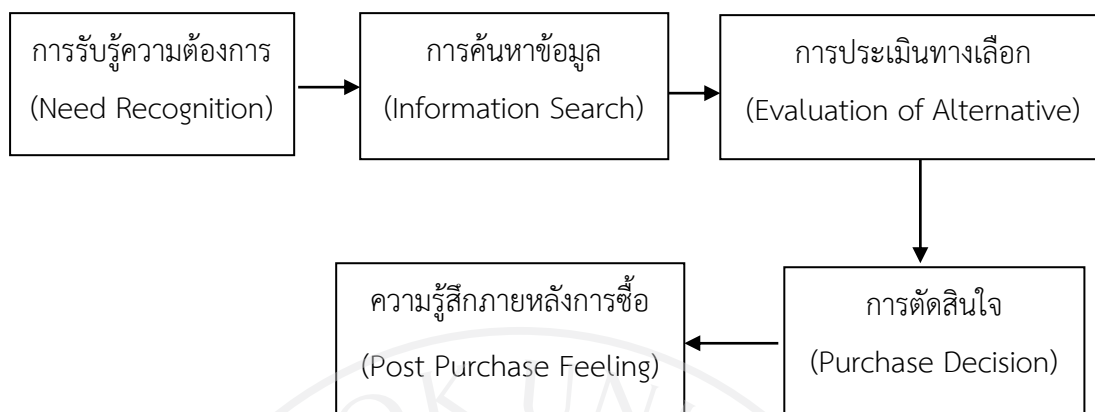 การรับรู้ความต้องการ
(Need Recognition)
การค้นหาข้อมูล
(Information Search)
การประเมินทางเลือก
(Evaluation of Alternative)
การตัดสินใจ
(Purchase Decision)
ความรู้สึกภายหลังการซื้อ
(Post Purchase Feeling)
OK UNI